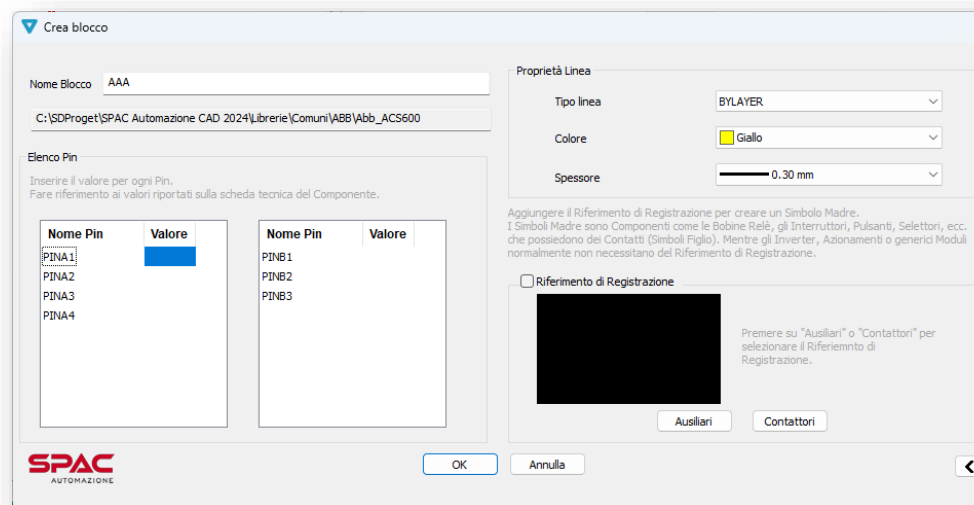 Crea blocco
Nome Blocco AAA
C:\SDProget\SPAC Automazione CAD 2024\Librerie\Comuni\ABB\Abb_ACS600
Elenco Pin
Inserire il valore per ogni Pin.
Fare riferimento ai valori riportati sulla scheda tecnica del Componente.
Nome Pin Valore
PINA1
PINA2
PINA3
PINA4
Nome Pin Valore
PINB1
PINB2
PINB3
Proprietà Linea
Tipo linea BYLAYER
Colore Giallo
Spessore 0.30 mm
Aggiungere il Riferimento di Registrazione per creare un Simbolo Madre.
I Simboli Madre sono Componenti come le Bobine Relè, gli Interruttori, Pulsanti, Selettori, ecc.
che possiedono dei Contatti (Simboli Figlio). Mentre gli Inverter, Azionamenti o generici Moduli
normalmente non necessitano del Riferimento di Registrazione.
Riferimento di Registrazione
Premere su "Ausiliari" o "Contattori" per
selezionare il Riferiemnto di
Registrazione.
Ausiliari Contattori
SPAC
AUTOMAZIONE
OK Annulla